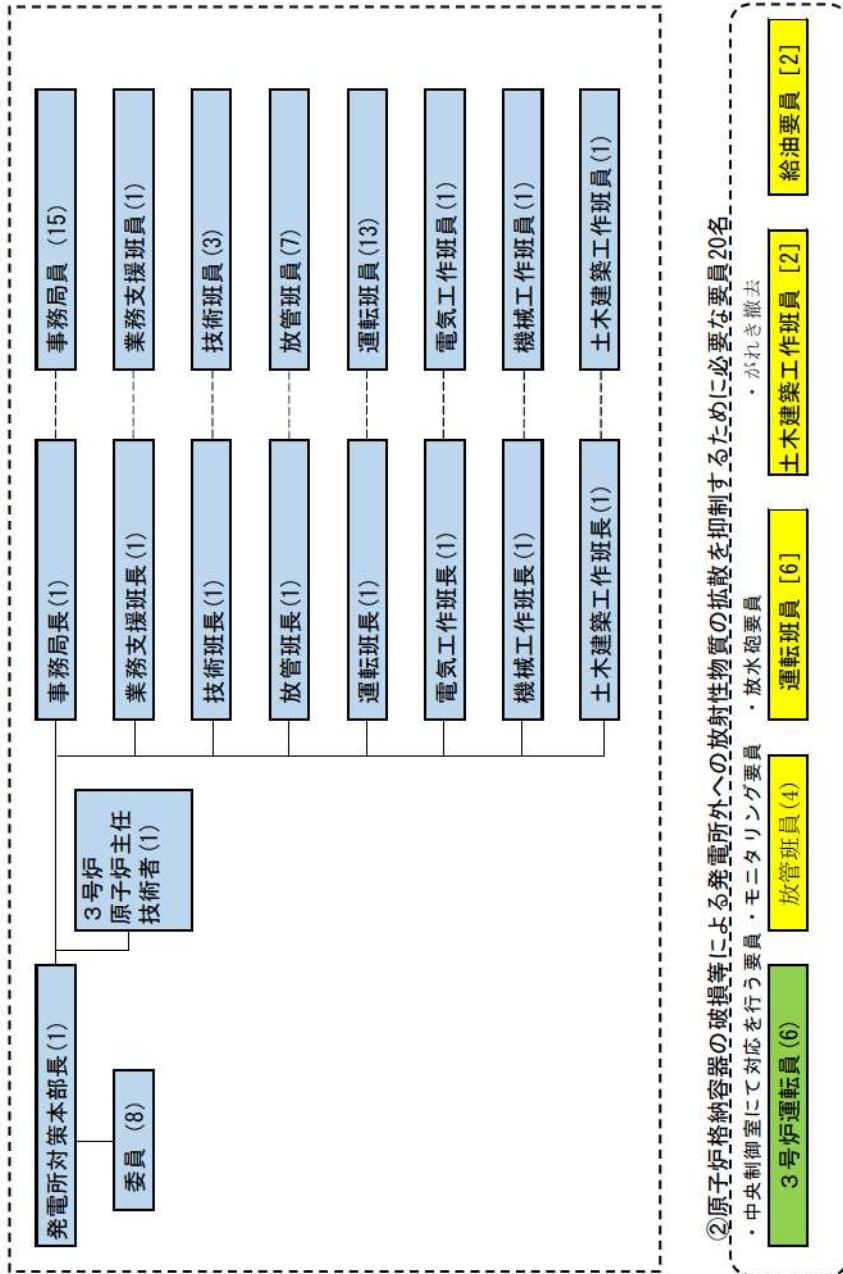 発電所対策本部長(1)
委員 (8)
3号炉
原子炉主任
技術者(1)
事務局長(1)
事務局員 (15)
業務支援班長(1)
業務支援班員(1)
技術班長(1)
技術班員(3)
放管班長(1)
放管班員(7)
運転班長(1)
運転班員(13)
電気工作班長(1)
電気工作班員(1)
機械工作班長(1)
機械工作班員(1)
土木建築工作班長(1)
土木建築工作班員(1)
②原子炉格納容器の破損等による発電所外への放射性物質の拡散を抑制するために必要な要員20名
・中央制御室にて対応を行う要員 ・モニタリング要員 ・放水砲要員 ・がれき撤去
3号炉運転員(6)
放管班員(4)
運転班員 [6]
土木建築工作班員 [2]
給油要員 [2]